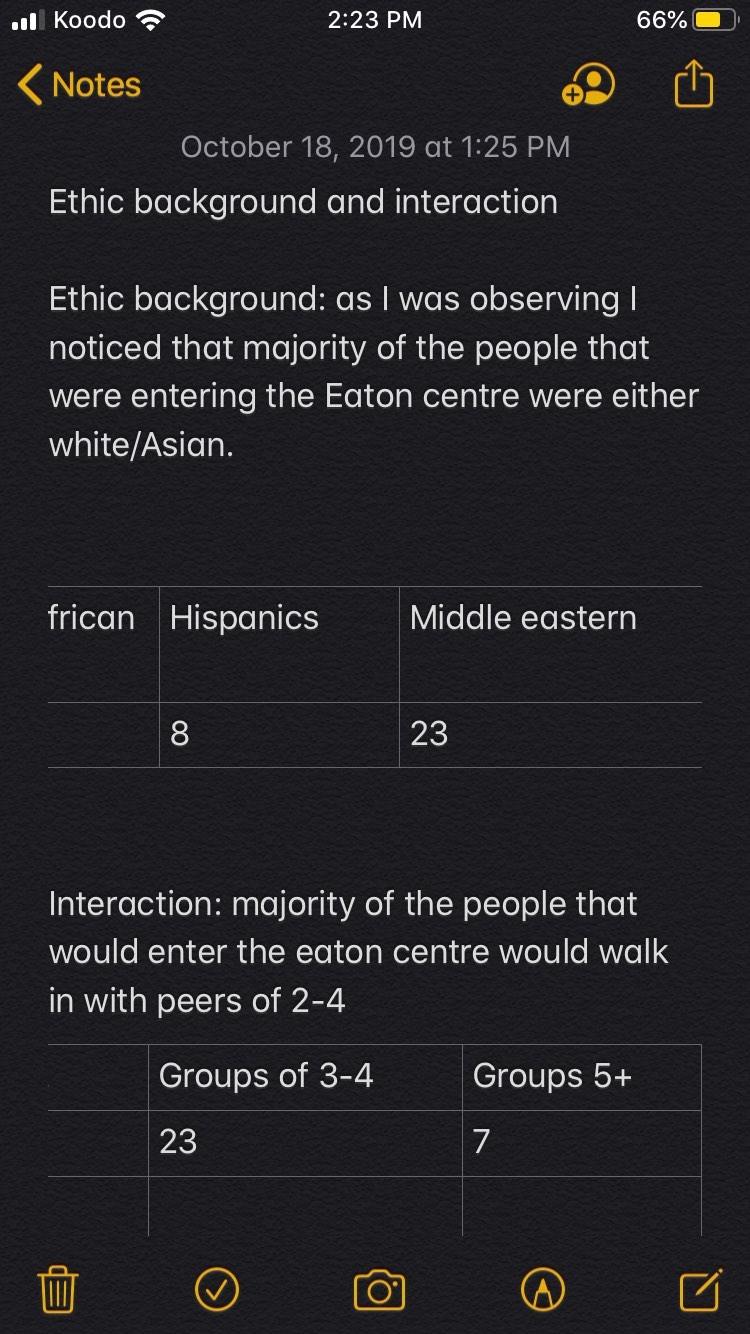 Koodo 2:23 PM 66%
Notes
October 18, 2019 at 1:25 PM
Ethic background and interaction
Ethic background: as I was observing I
noticed that majority of the people that
were entering the Eaton centre were either
white/Asian.
frican Hispanics Middle eastern
8 23
Interaction: majority of the people that
would enter the eaton centre would walk
in with peers of 2-4
Groups of 3-4 Groups 5+
23 7